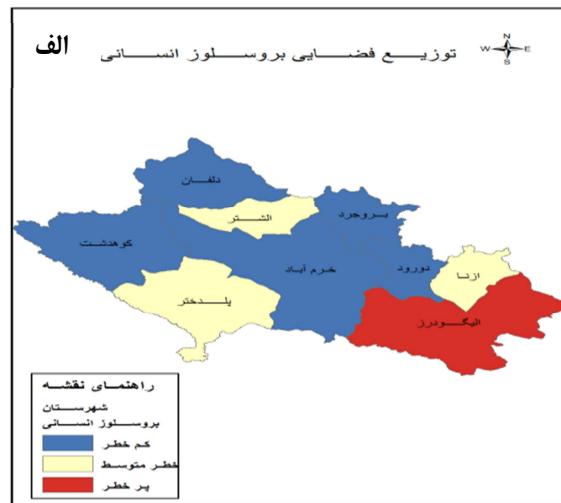 الف
توزیع فضایی بروسلوز انسانی
N
W E
S
دلفان
الشتر
بروجرد
کوهدشت
خرم آباد
دورود
ازنا
پلدختر
الیگودرز
راهنمای نقشه
شهرستان
بروسلوز انسانی
کم خطر
خطر متوسط
پر خطر